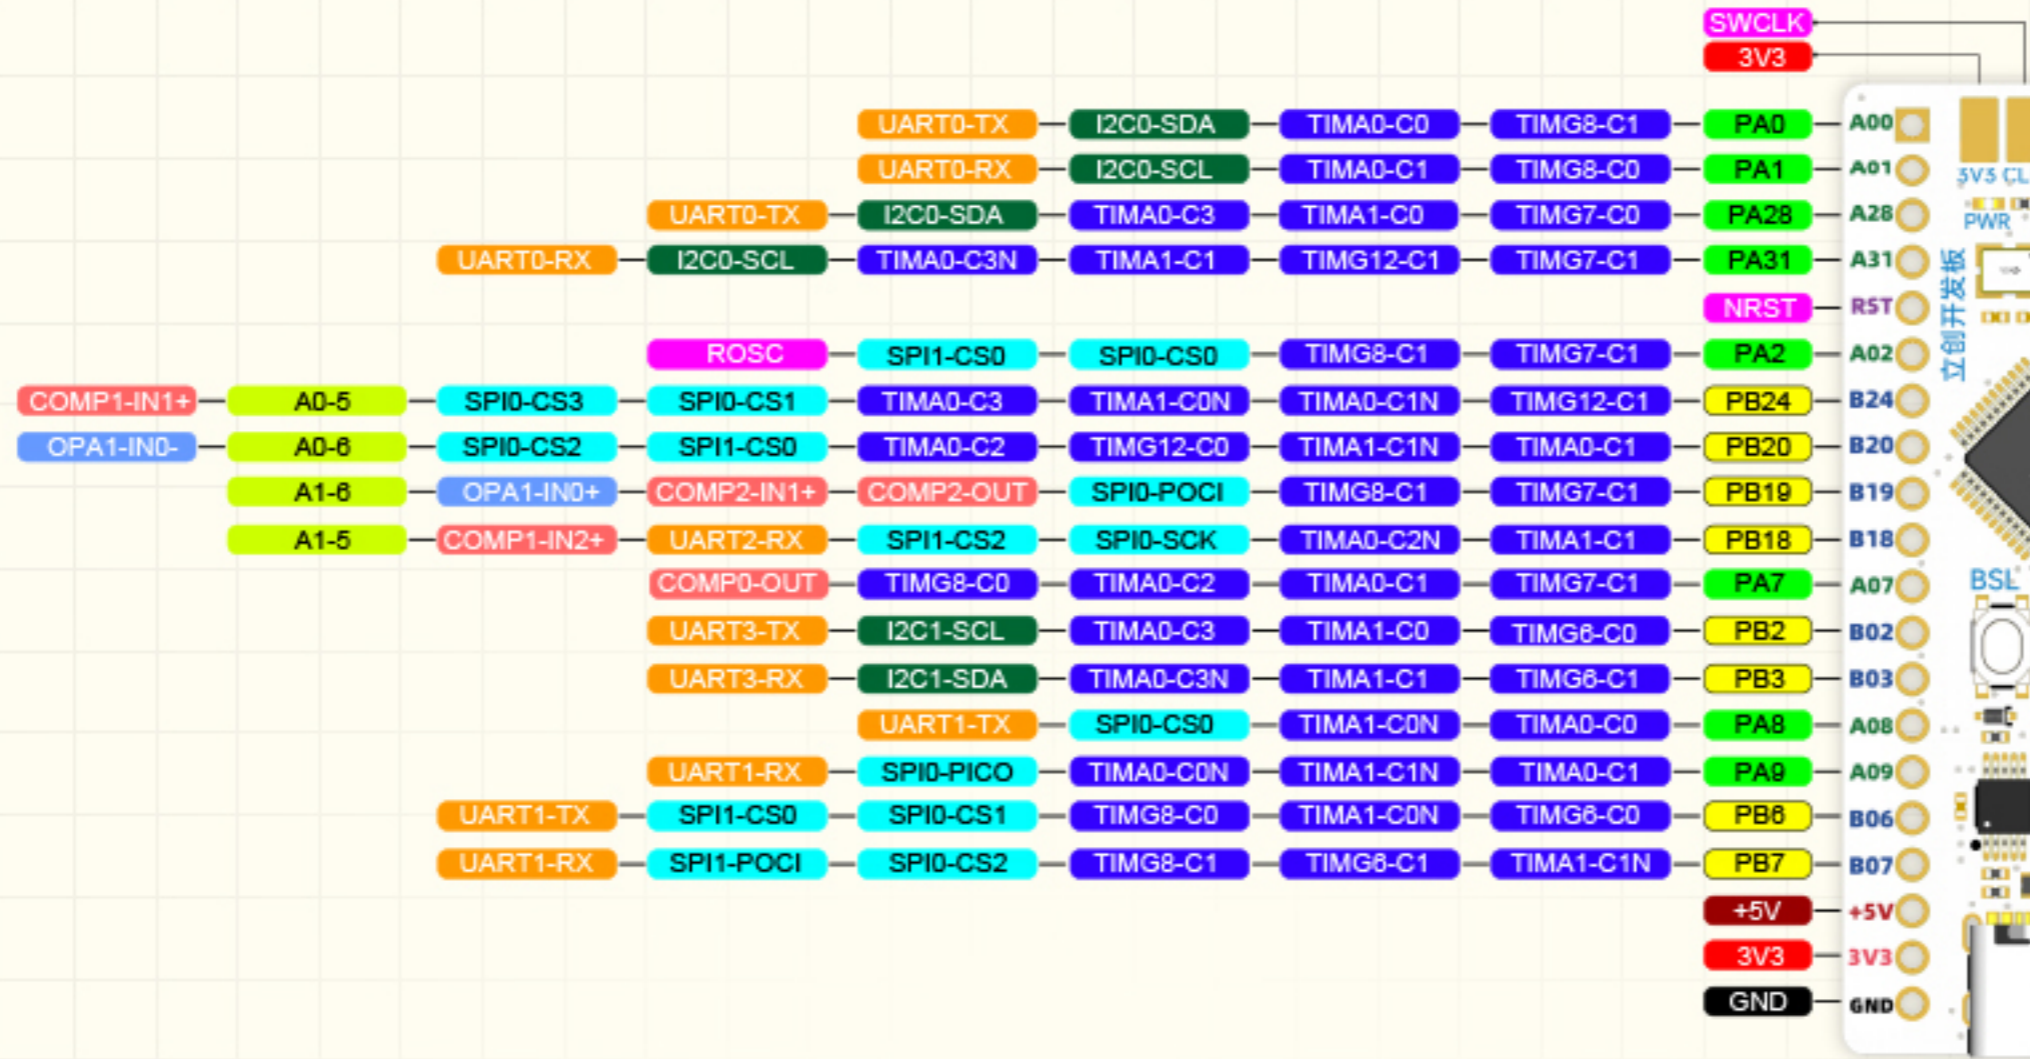 SWCLK
3V3
UART0-TX I2C0-SDA TIMA0-C0 TIMG8-C1 PA0 A00
UART0-RX I2C0-SCL TIMA0-C1 TIMG8-C0 PA1 A01
3V3 CL
UART0-TX I2C0-SDA TIMA0-C3 TIMA1-C0 TIMG7-C0 PA28 A28
PWR
UART0-RX I2C0-SCL TIMA0-C3N TIMA1-C1 TIMG12-C1 TIMG7-C1 PA31 A31
立创开发板
NRST RST
ROSC SPI1-CS0 SPI0-CS0 TIMG8-C1 TIMG7-C1 PA2 A02
COMP1-IN1+ A0-5 SPI0-CS3 SPI0-CS1 TIMA0-C3 TIMA1-C0N TIMA0-C1N TIMG12-C1 PB24 B24
OPA1-IN0- A0-6 SPI0-CS2 SPI1-CS0 TIMA0-C2 TIMG12-C0 TIMA1-C1N TIMA0-C1 PB20 B20
A1-6 OPA1-IN0+ COMP2-IN1+ COMP2-OUT SPI0-POCI TIMG8-C1 TIMG7-C1 PB19 B19
A1-5 COMP1-IN2+ UART2-RX SPI1-CS2 SPI0-SCK TIMA0-C2N TIMA1-C1 PB18 B18
COMP0-OUT TIMG8-C0 TIMA0-C2 TIMA0-C1 TIMG7-C1 PA7 A07
BSL
UART3-TX I2C1-SCL TIMA0-C3 TIMA1-C0 TIMG6-C0 PB2 B02
UART3-RX I2C1-SDA TIMA0-C3N TIMA1-C1 TIMG6-C1 PB3 B03
UART1-TX SPI0-CS0 TIMA1-C0N TIMA0-C0 PA8 A08
UART1-RX SPI0-PICO TIMA0-C0N TIMA1-C1N TIMA0-C1 PA9 A09
UART1-TX SPI1-CS0 SPI0-CS1 TIMG8-C0 TIMA1-C0N TIMG6-C0 PB6 B06
UART1-RX SPI1-POCI SPI0-CS2 TIMG8-C1 TIMG6-C1 TIMA1-C1N PB7 B07
+5V +5V
3V3 3V3
GND GND